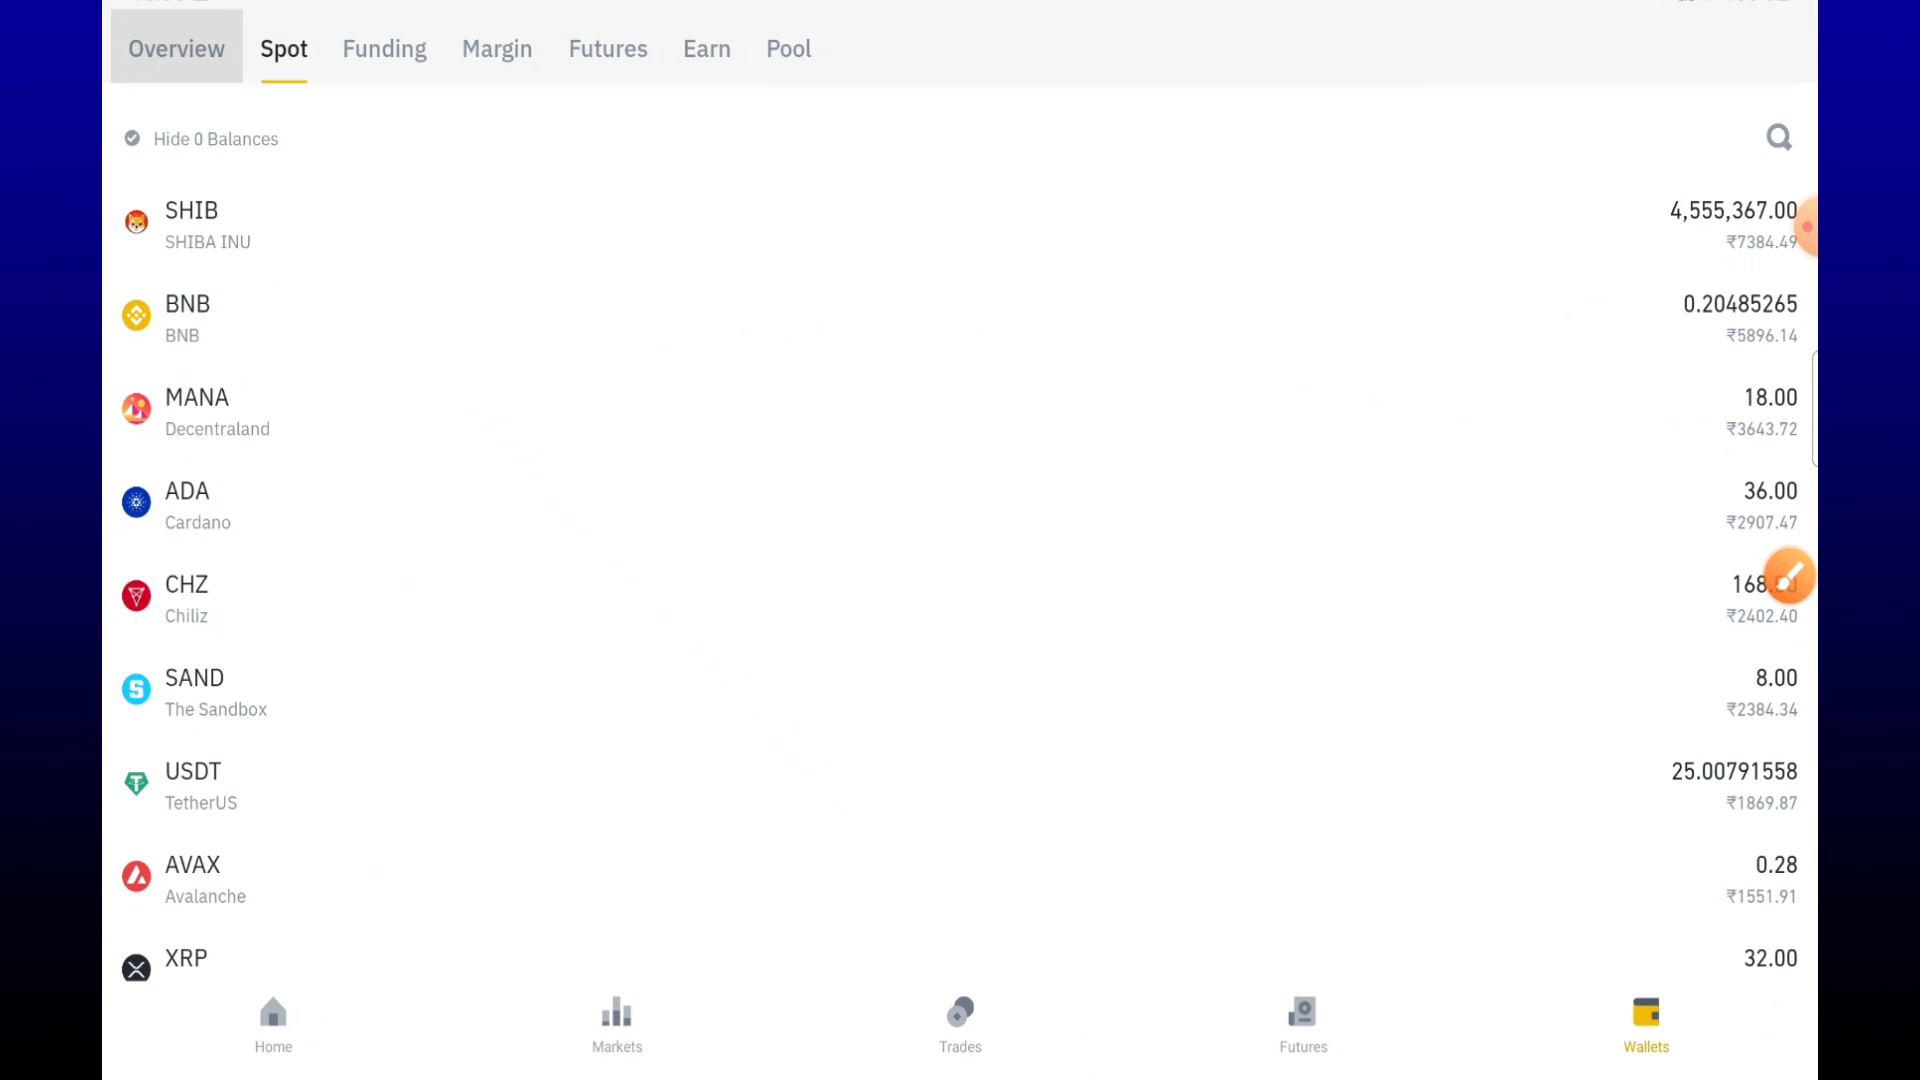 Overview Spot Funding Margin Futures Earn Pool
Hide 0 Balances
SHIB 4,555,367.00
SHIBA INU ₹7384.49
BNB 0.20485265
BNB ₹5896.14
MANA 18.00
Decentraland ₹3643.72
ADA 36.00
Cardano ₹2907.47
CHZ
Chiliz ₹2402.40
SAND 8.00
The Sandbox ₹2384.34
USDT 25.00791558
TetherUS ₹1869.87
AVAX 0.28
Avalanche ₹1551.91
XRP 32.00
Home Markets Trades Futures Wallets